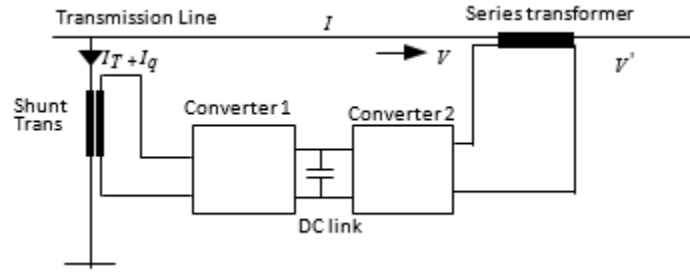 Transmission Line
I
Series transformer
I_T + I_q
V
V'
Shunt
Trans
Converter 1
Converter 2
DC link